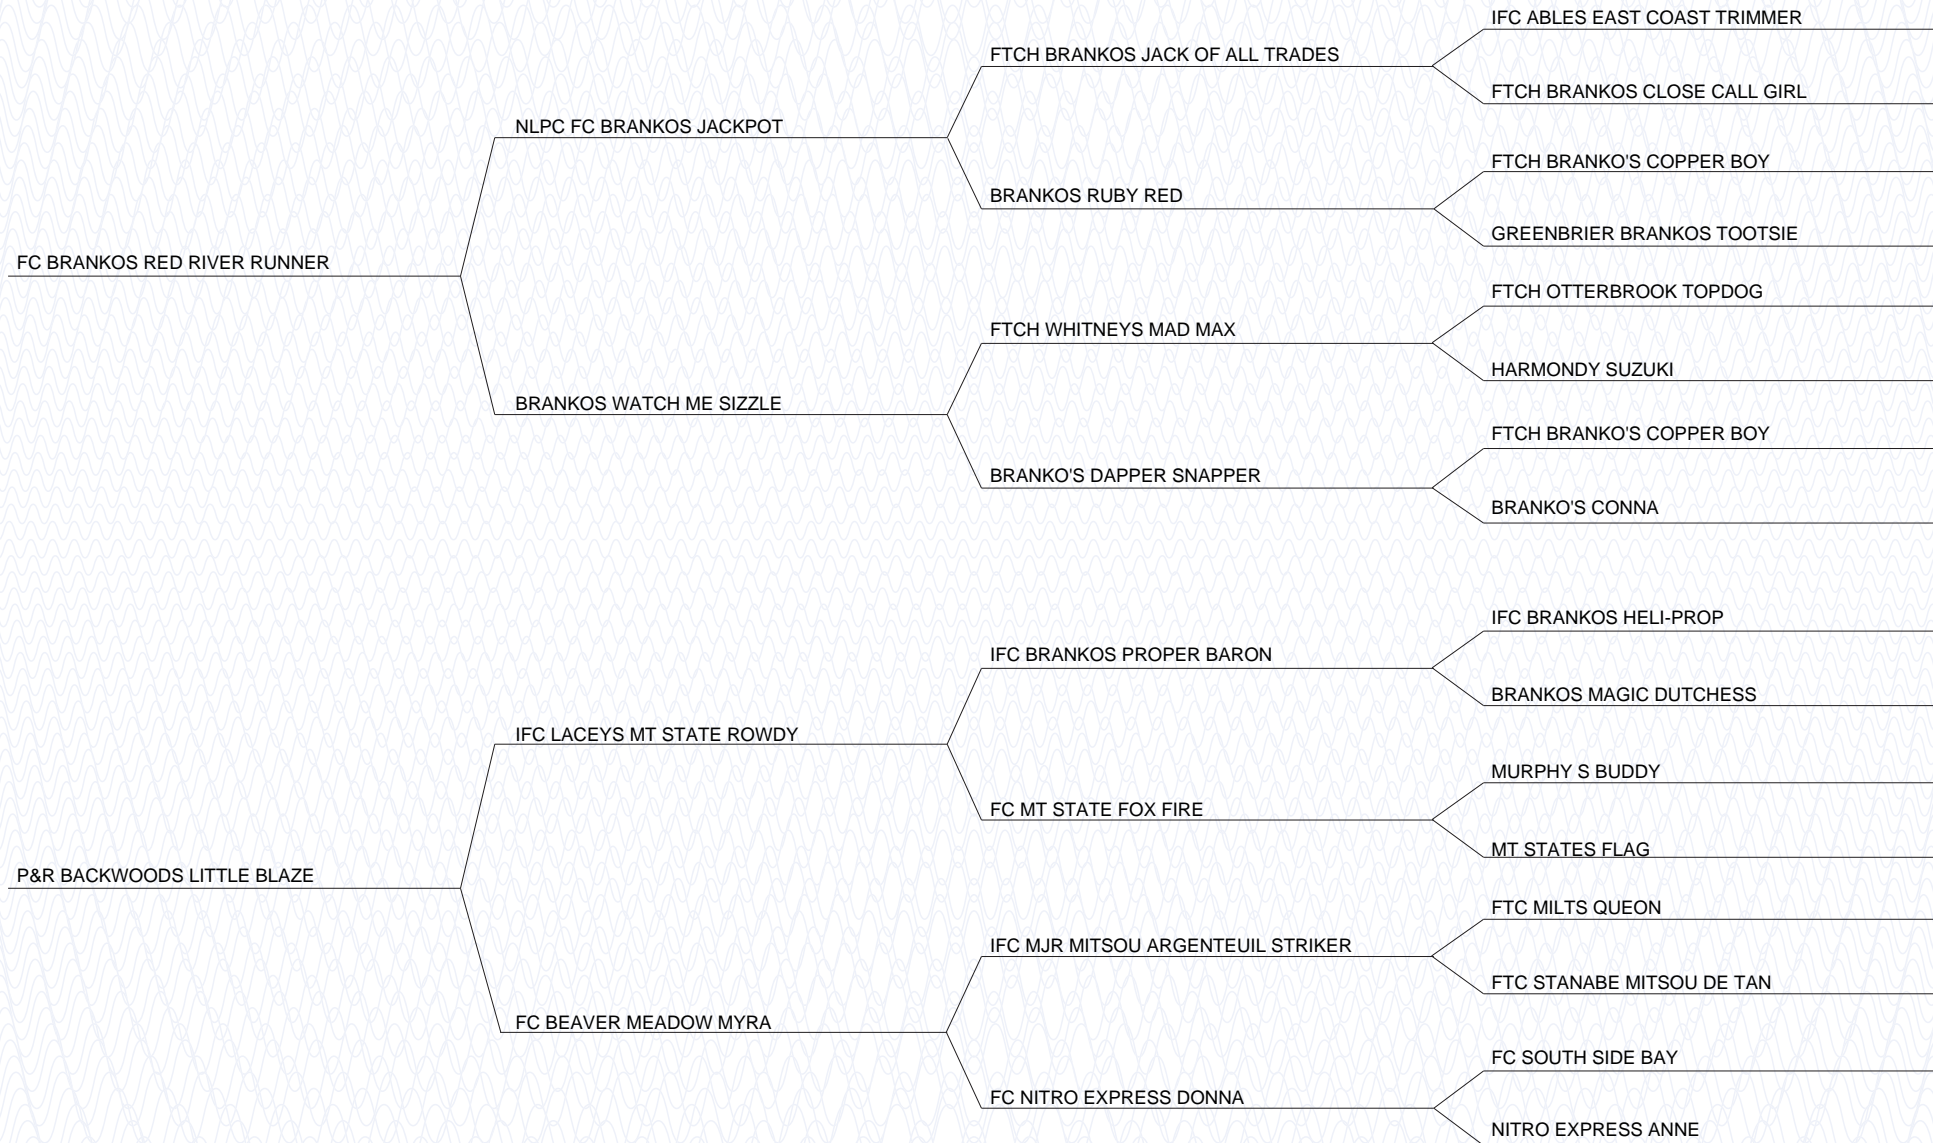 IFC ABLES EAST COAST TRIMMER
FTCH BRANKOS JACK OF ALL TRADES
FTCH BRANKOS CLOSE CALL GIRL
NLPC FC BRANKOS JACKPOT
FTCH BRANKO'S COPPER BOY
BRANKOS RUBY RED
GREENBRIER BRANKOS TOOTSIE
FC BRANKOS RED RIVER RUNNER
FTCH OTTERBROOK TOPDOG
FTCH WHITNEYS MAD MAX
HARMONDY SUZUKI
BRANKOS WATCH ME SIZZLE
FTCH BRANKO'S COPPER BOY
BRANKO'S DAPPER SNAPPER
BRANKO'S CONNA
IFC BRANKOS HELI-PROP
IFC BRANKOS PROPER BARON
BRANKOS MAGIC DUTCHESS
IFC LACEYS MT STATE ROWDY
MURPHY S BUDDY
FC MT STATE FOX FIRE
MT STATES FLAG
P&R BACKWOODS LITTLE BLAZE
FTC MILTS QUEON
IFC MJR MITSOU ARGENTEUIL STRIKER
FTC STANABE MITSOU DE TAN
FC BEAVER MEADOW MYRA
FC SOUTH SIDE BAY
FC NITRO EXPRESS DONNA
NITRO EXPRESS ANNE